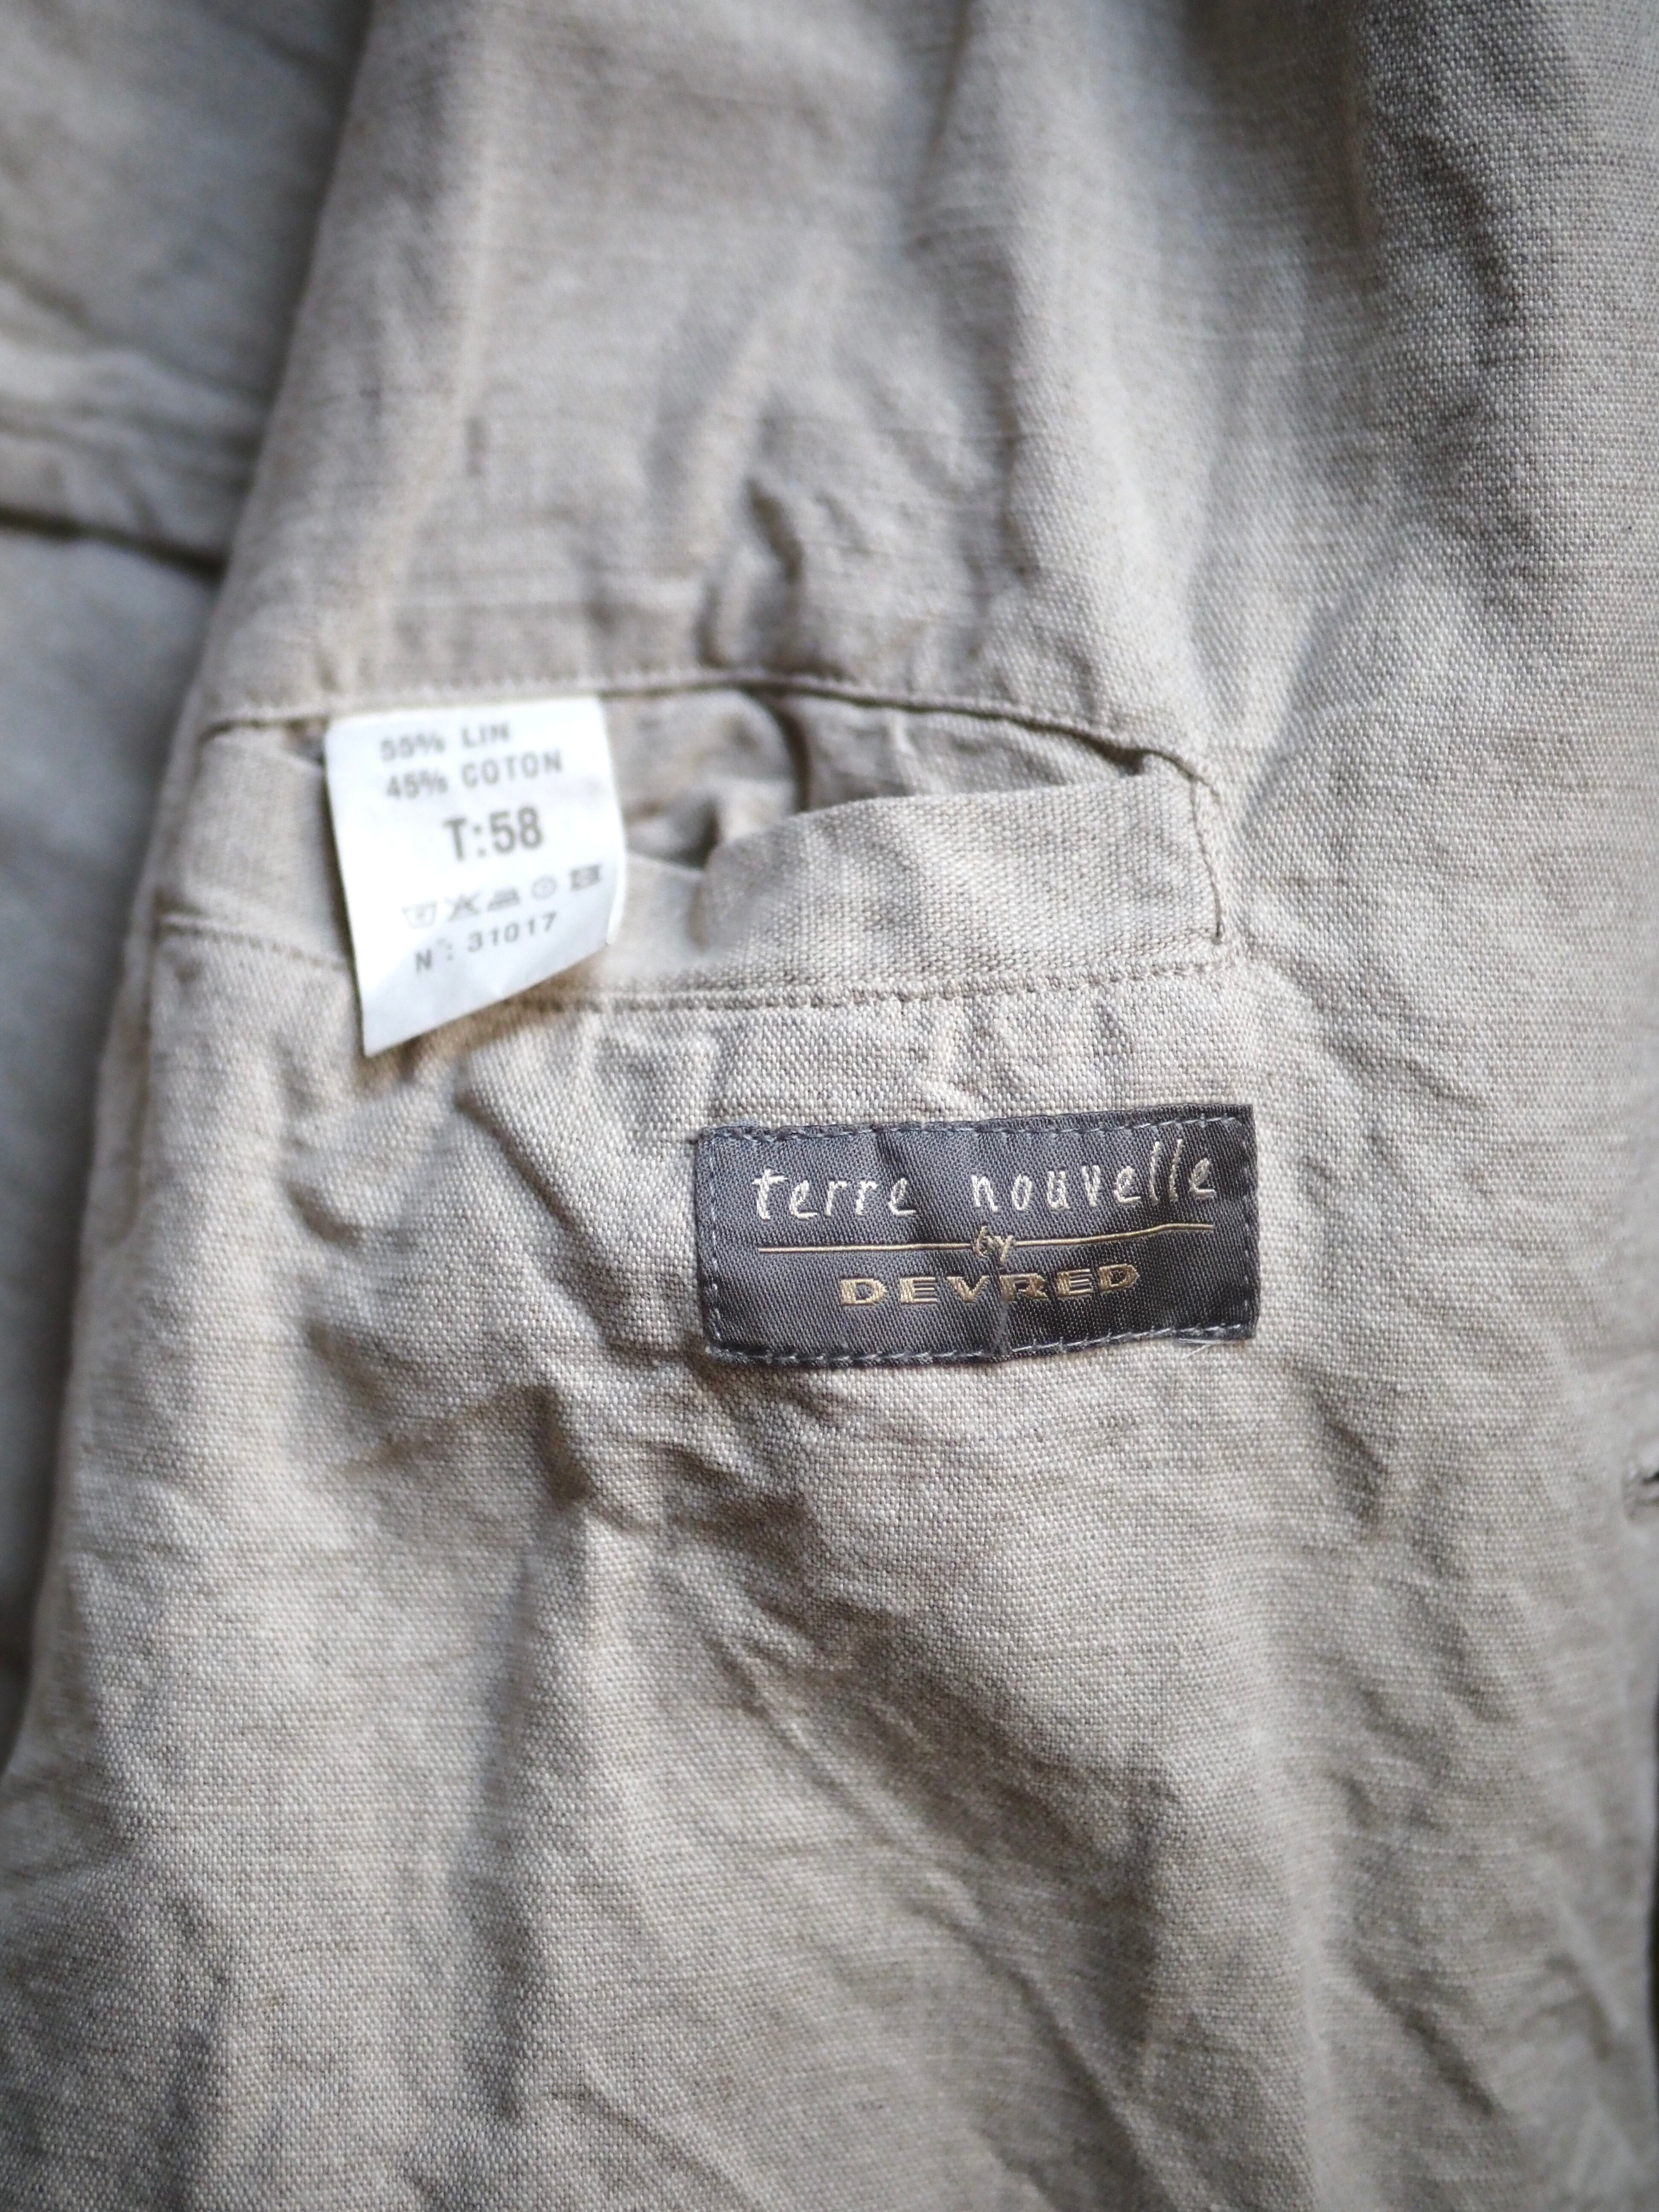 55% LIN
45% COTON
T:58
N°: 31017
terre nouvelle
by
DEVRED